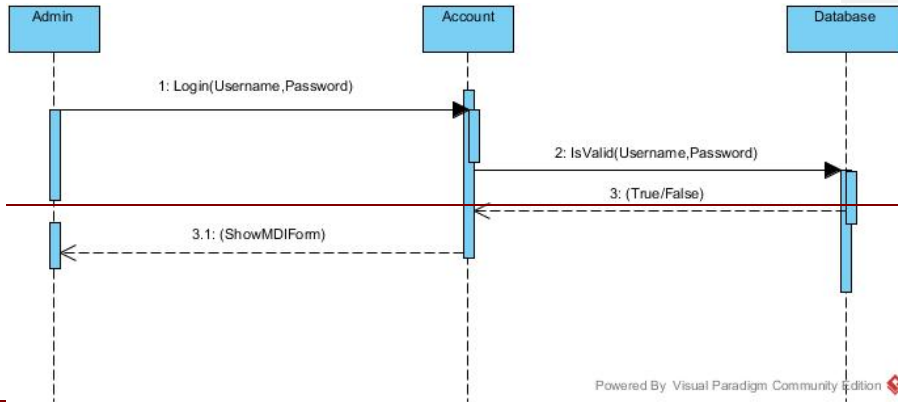 Admin
Account
Database
1: Login(Username,Password)
2: IsValid(Username,Password)
3: (True/False)
3.1: (ShowMDIForm)
Powered By Visual Paradigm Community Edition